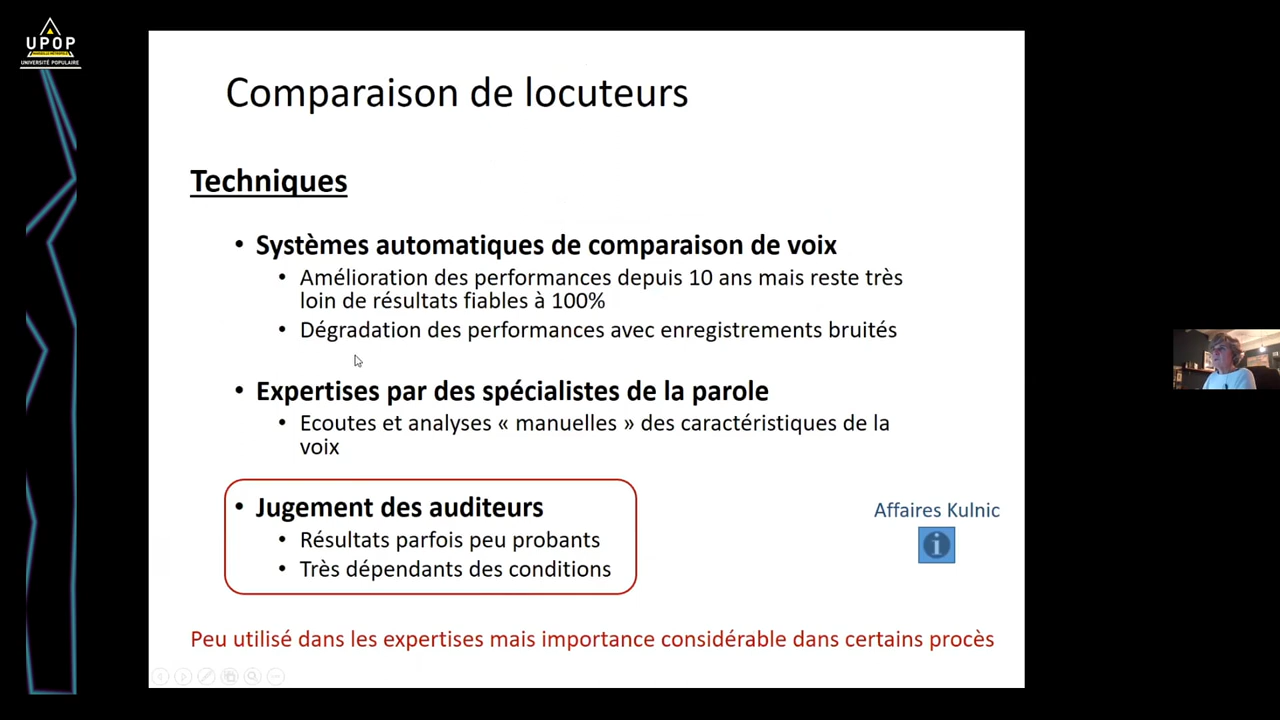 UPOP
UNIVERSITÉ POPULAIRE
Comparaison de locuteurs
Techniques
• Systèmes automatiques de comparaison de voix
• Amélioration des performances depuis 10 ans mais reste très
loin de résultats fiables à 100%
• Dégradation des performances avec enregistrements bruités
• Expertises par des spécialistes de la parole
• Ecoutes et analyses « manuelles » des caractéristiques de la
voix
• Jugement des auditeurs
• Résultats parfois peu probants
• Très dépendants des conditions
Affaires Kulnic
i
Peu utilisé dans les expertises mais importance considérable dans certains procès